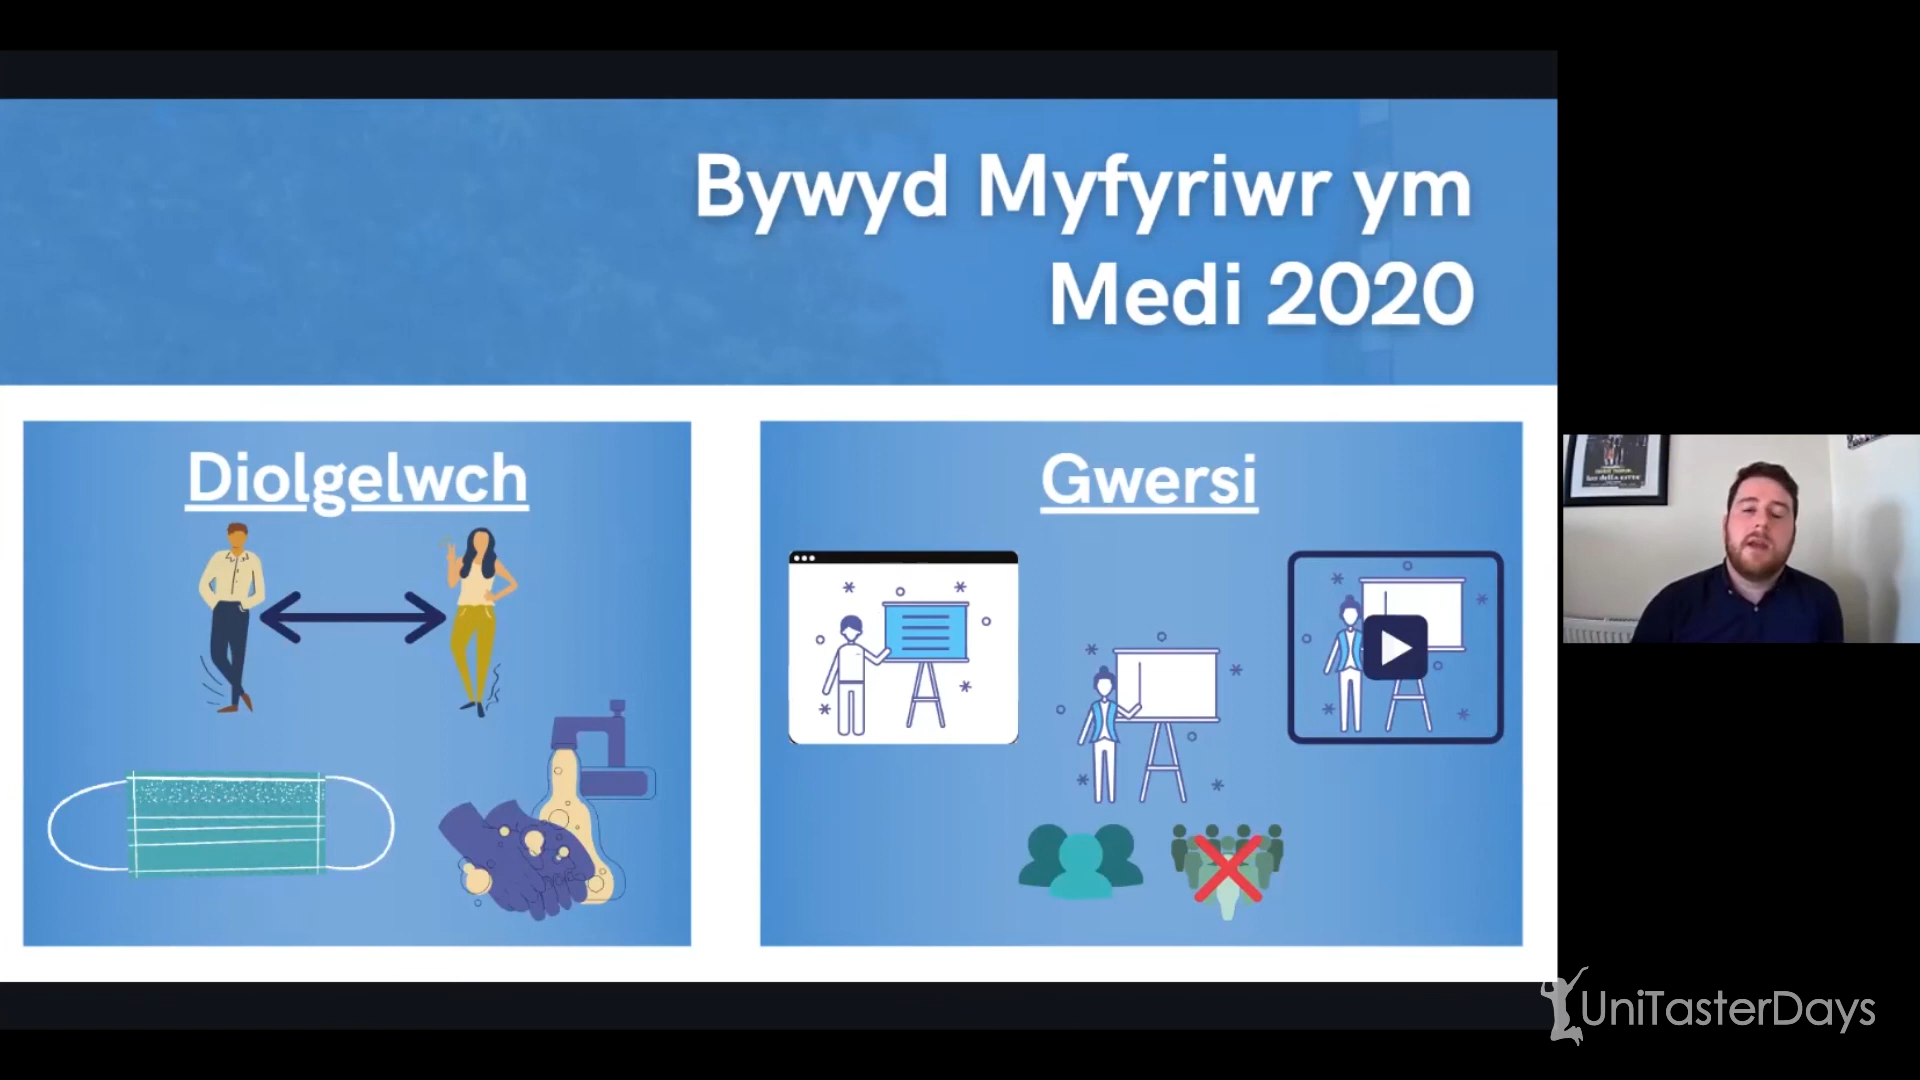 Bywyd Myfyriwr ym
Medi 2020
Diolgelwch
Gwersi
UniTasterDays